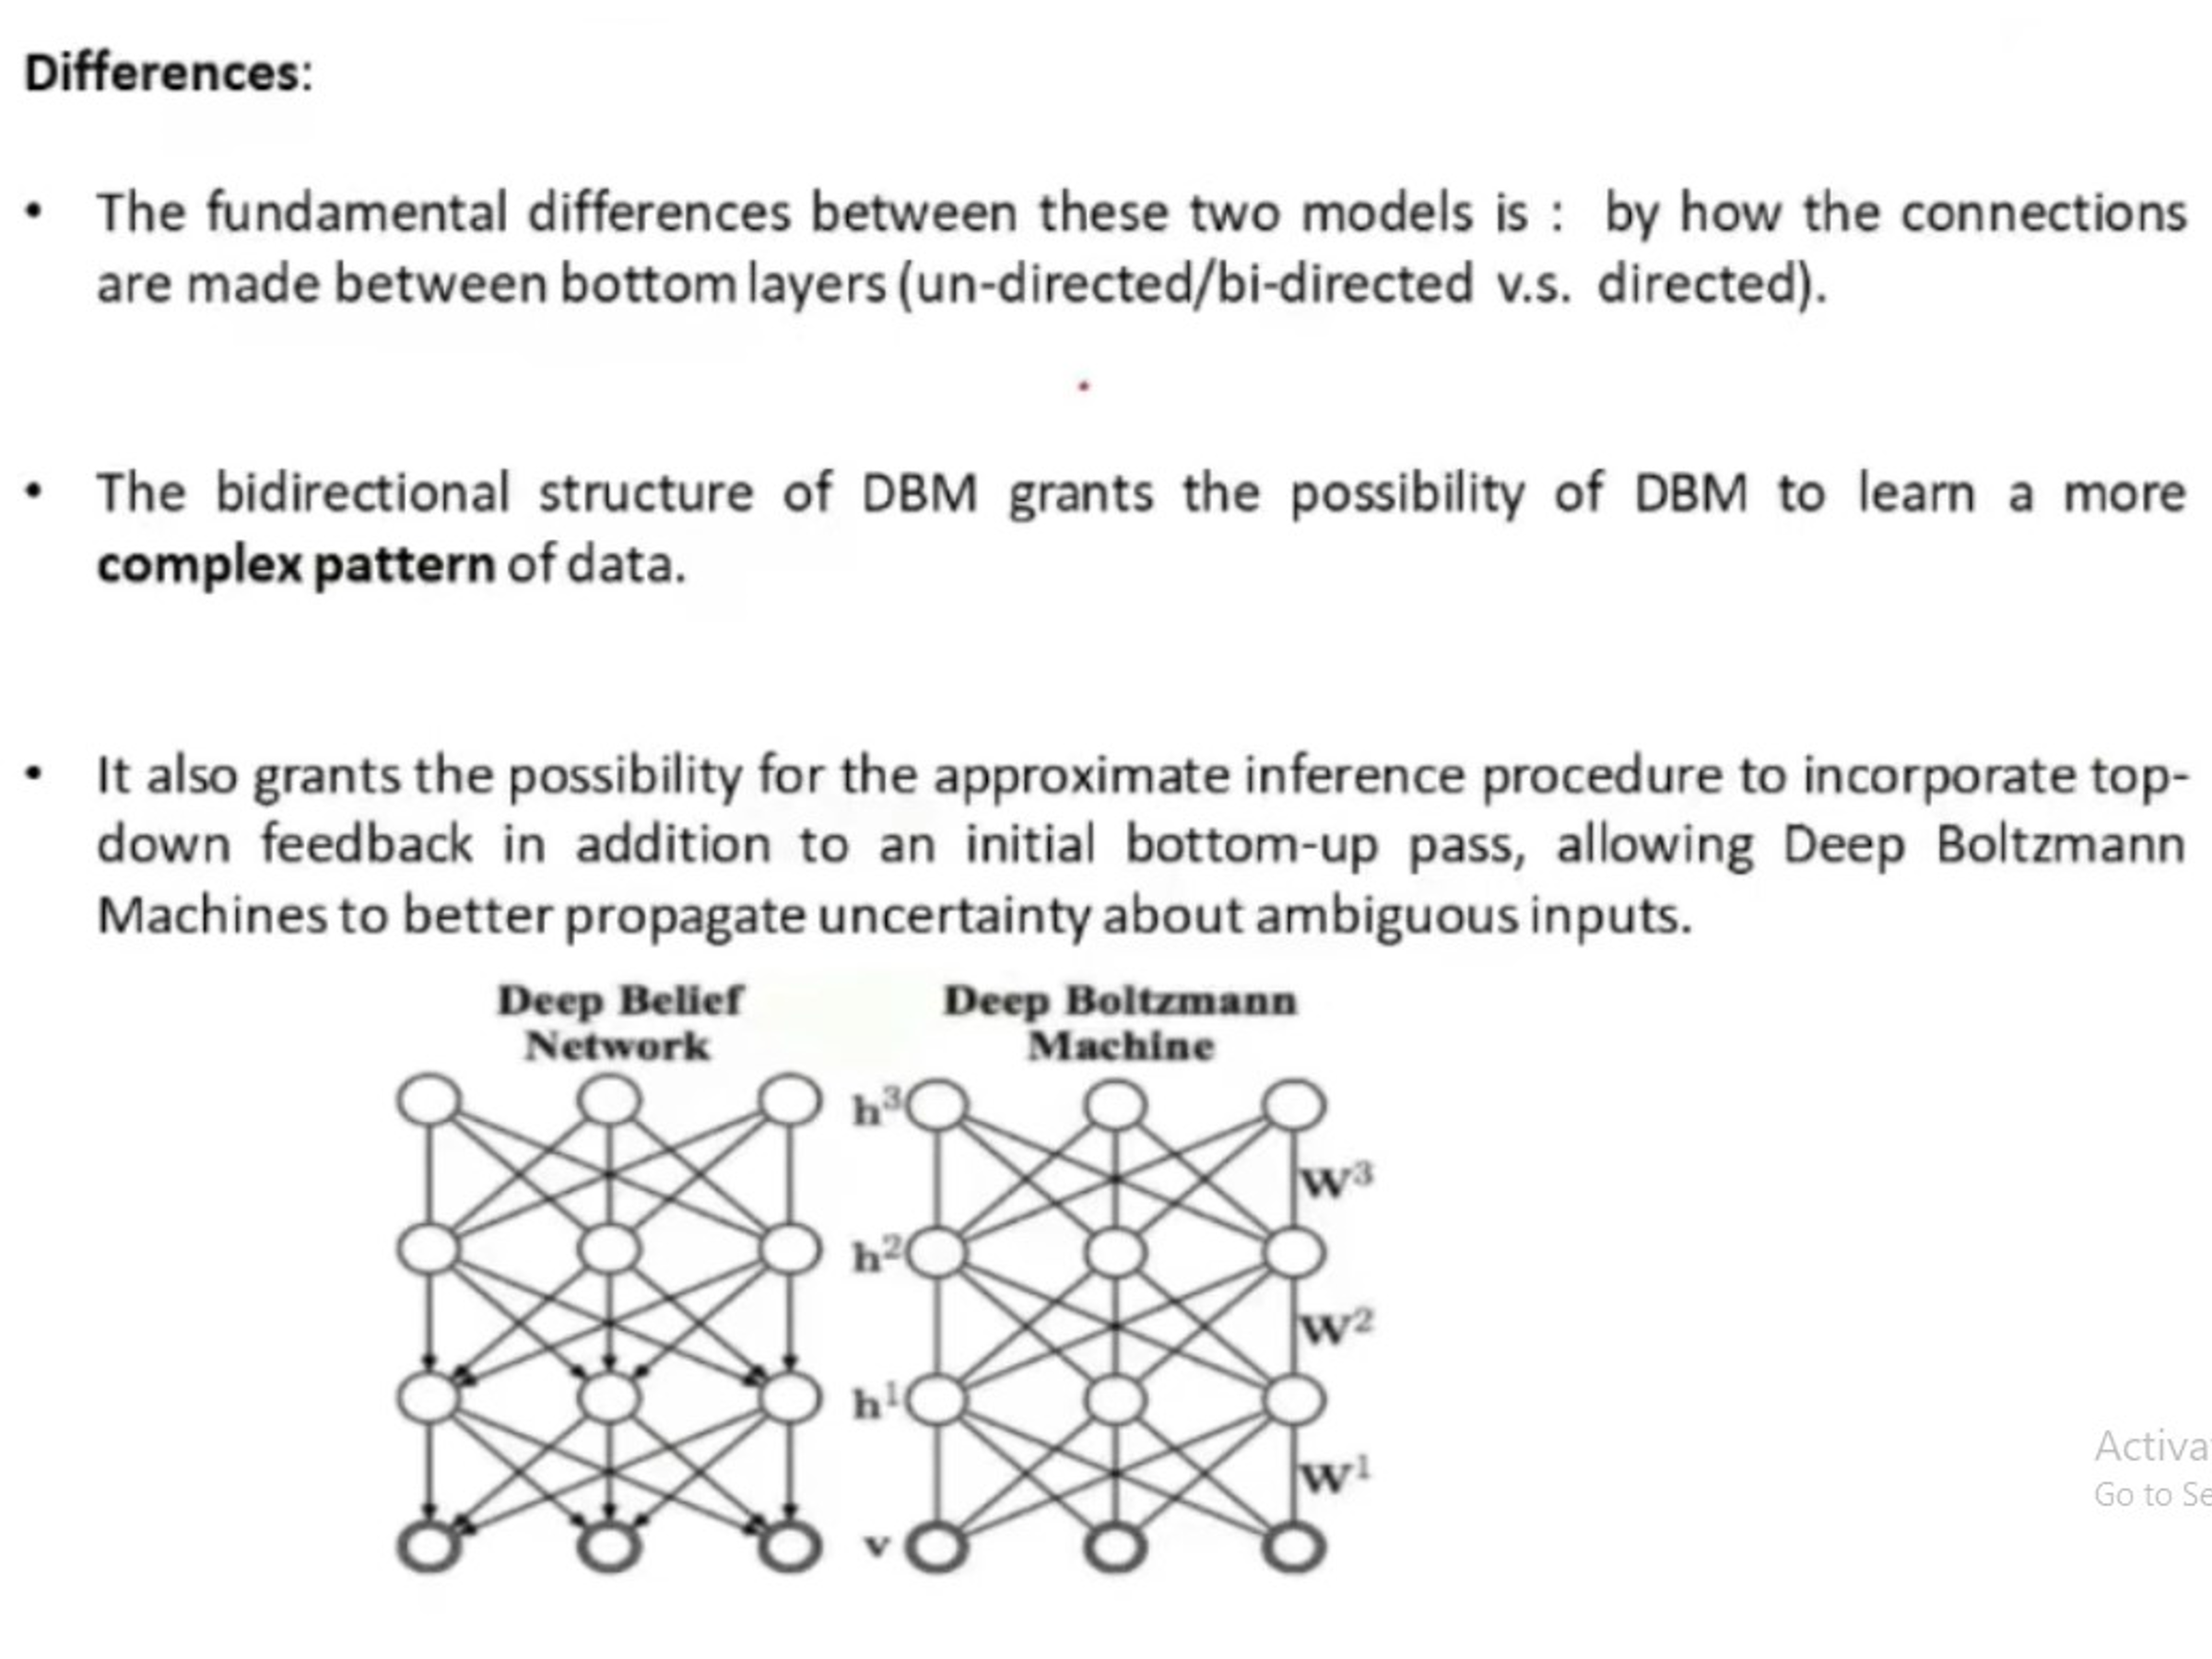 Differences:
• The fundamental differences between these two models is : by how the connections
are made between bottom layers (un-directed/bi-directed v.s. directed).
• The bidirectional structure of DBM grants the possibility of DBM to learn a more
complex pattern of data.
• It also grants the possibility for the approximate inference procedure to incorporate top-
down feedback in addition to an initial bottom-up pass, allowing Deep Boltzmann
Machines to better propagate uncertainty about ambiguous inputs.
Deep Belief
Network
Deep Boltzmann
Machine
h³
W³
h²
W²
h¹
W¹
v
Activa
Go to Se